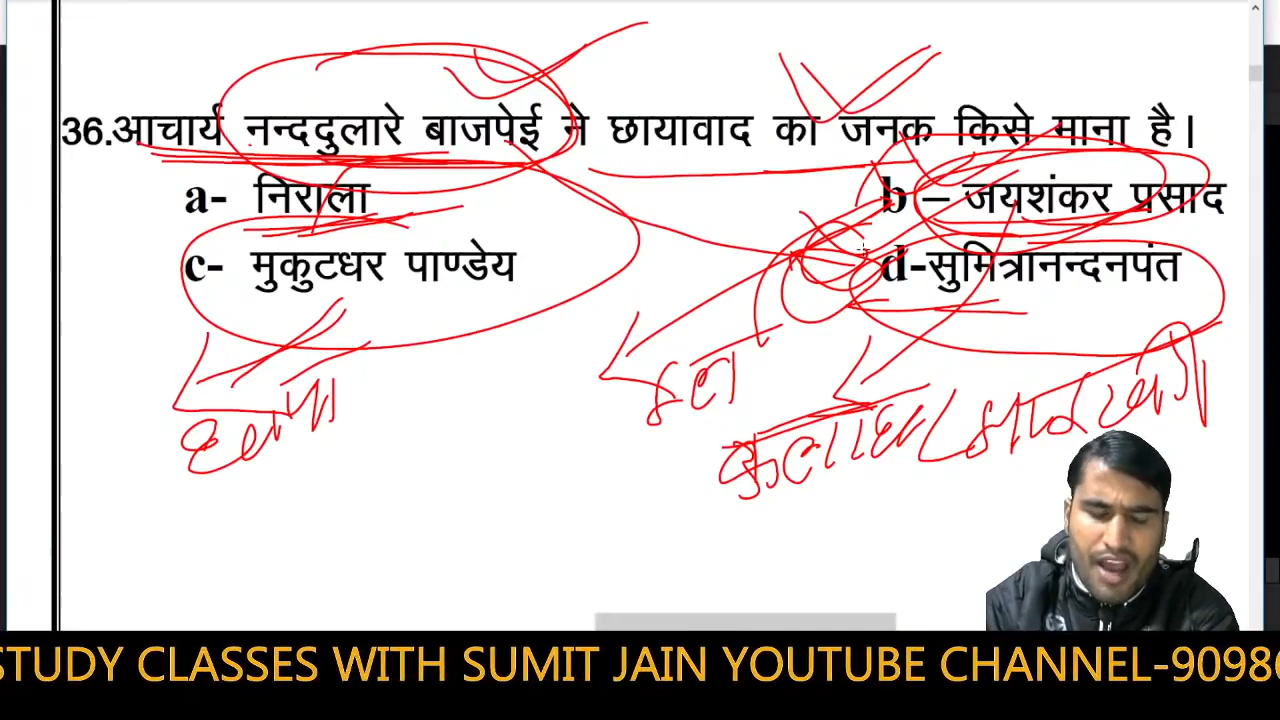 36.आचार्य नन्ददुलारे बाजपेई ने छायावाद का जनक किसे माना है।
a- निराला
b – जयशंकर प्रसाद
c- मुकुटधर पाण्डेय
d-सुमित्रानन्दनपंत
STUDY CLASSES WITH SUMIT JAIN YOUTUBE CHANNEL-9098